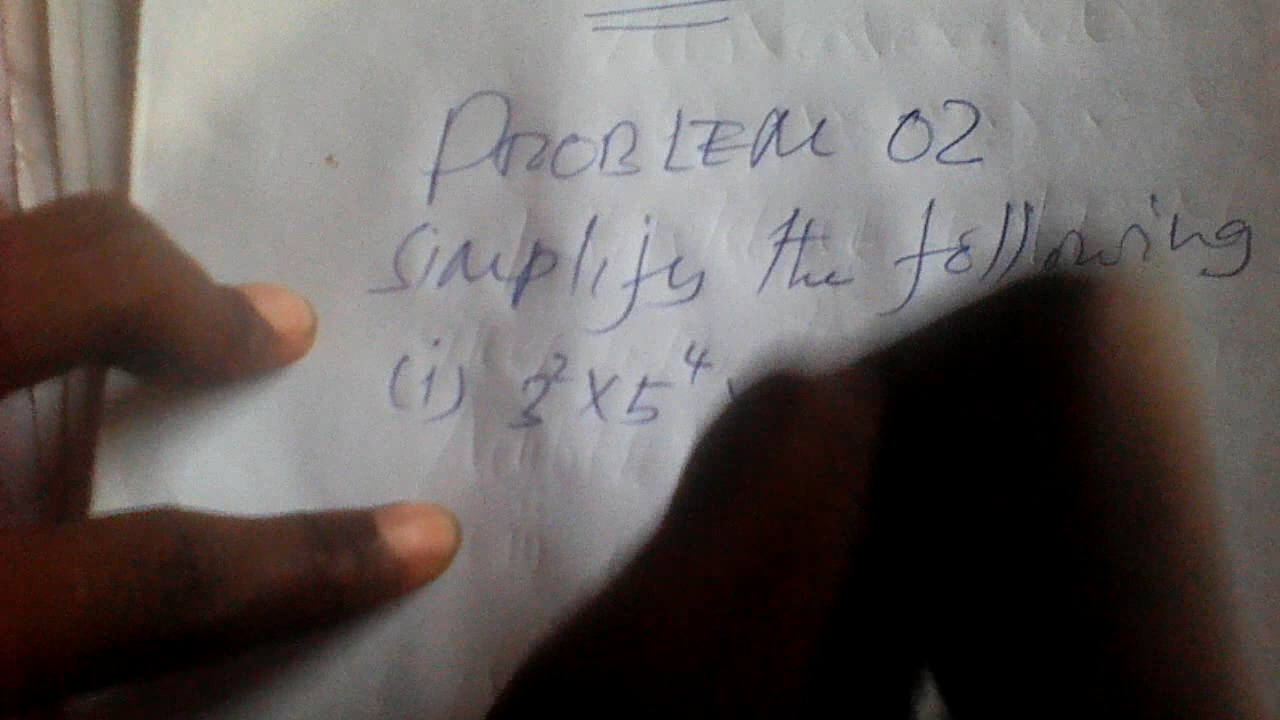 PROBLEM 02
Simplify the following
(i) 3² × 5⁴